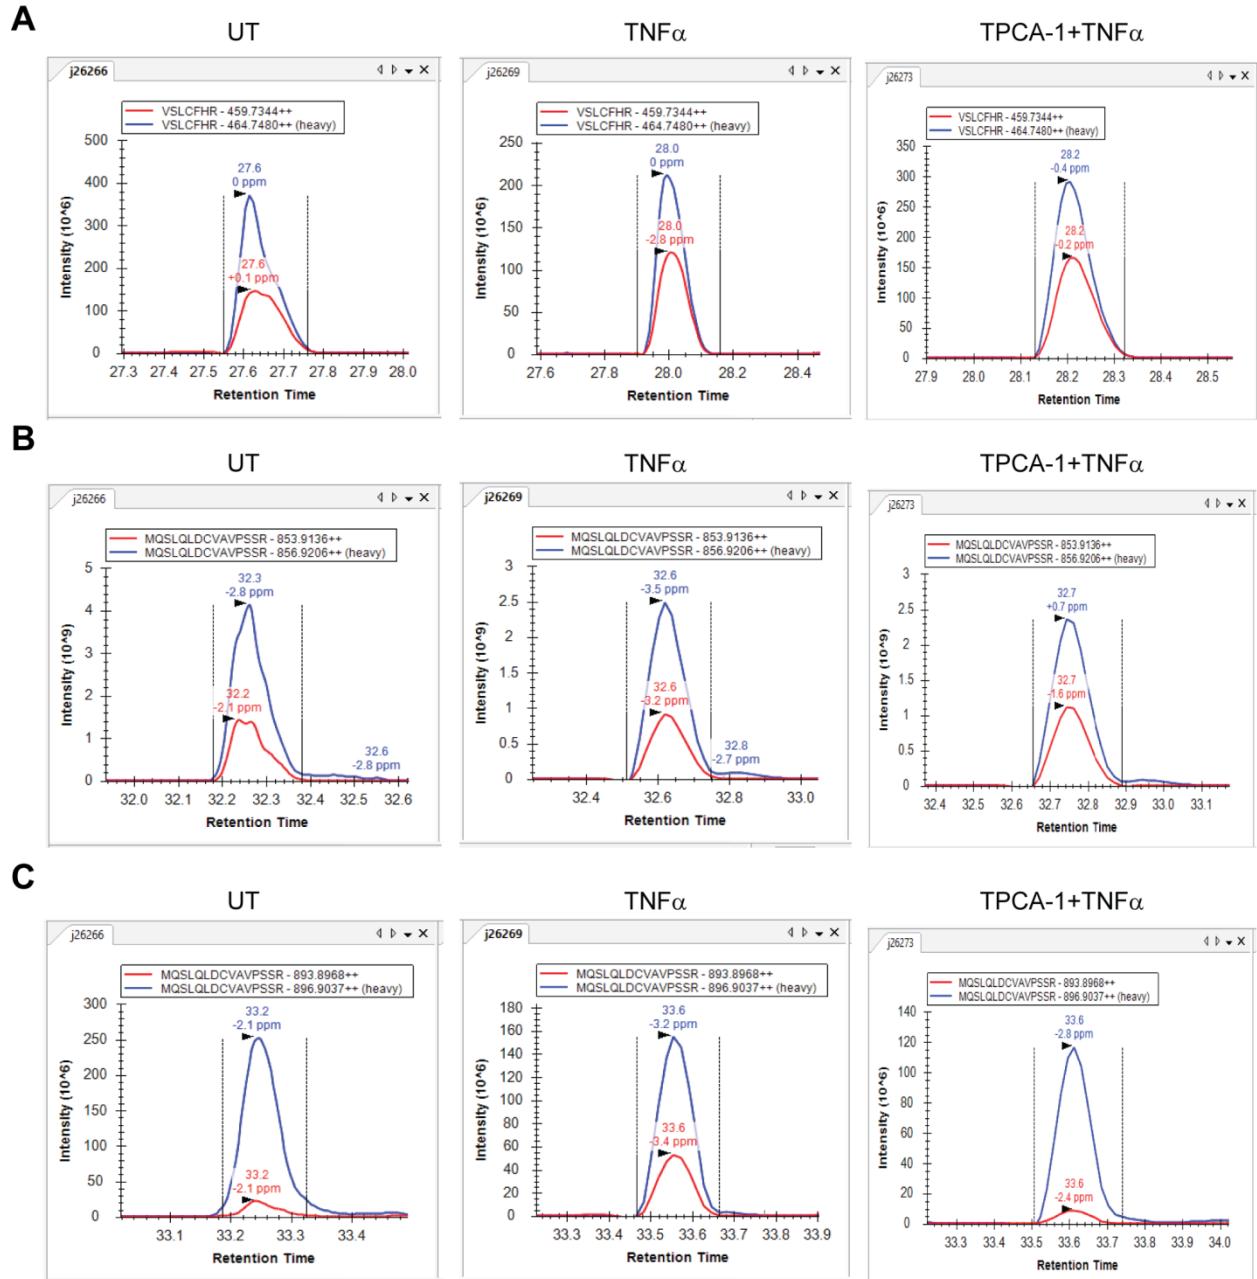 A
UT
TNFα
TPCA-1+TNFα
j26266
VSLCFHR - 459.7344++
VSLCFHR - 464.7480++ (heavy)
500
400
300
200
100
0
Intensity (10^6)
27.6
0 ppm
27.6
+0.1 ppm
27.3 27.4 27.5 27.6 27.7 27.8 27.9 28.0
Retention Time
j26269
VSLCFHR - 459.7344++
VSLCFHR - 464.7480++ (heavy)
250
200
150
100
50
0
Intensity (10^6)
28.0
0 ppm
28.0
-2.8 ppm
27.6 27.8 28.0 28.2 28.4
Retention Time
j26273
VSLCFHR - 459.7344++
VSLCFHR - 464.7480++ (heavy)
350
300
250
200
150
100
50
0
Intensity (10^6)
28.2
-0.4 ppm
28.2
-0.2 ppm
27.9 28.0 28.1 28.2 28.3 28.4 28.5
Retention Time
B
UT
TNFα
TPCA-1+TNFα
j26266
MQSLQLDCVAVPSSR - 853.9136++
MQSLQLDCVAVPSSR - 856.9206++ (heavy)
5
4
3
2
1
0
Intensity (10^9)
32.3
-2.8 ppm
32.2
-2.1 ppm
32.6
-2.8 ppm
32.0 32.1 32.2 32.3 32.4 32.5 32.6
Retention Time
j26269
MQSLQLDCVAVPSSR - 853.9136++
MQSLQLDCVAVPSSR - 856.9206++ (heavy)
3
2.5
2
1.5
1
0.5
0
Intensity (10^9)
32.6
-3.5 ppm
32.6
-3.2 ppm
32.8
-2.7 ppm
32.4 32.6 32.8 33.0
Retention Time
j26273
MQSLQLDCVAVPSSR - 853.9136++
MQSLQLDCVAVPSSR - 856.9206++ (heavy)
3
2.5
2
1.5
1
0.5
0
Intensity (10^9)
32.7
+0.7 ppm
32.7
-1.6 ppm
32.4 32.5 32.6 32.7 32.8 32.9 33.0 33.1
Retention Time
C
UT
TNFα
TPCA-1+TNFα
j26266
MQSLQLDCVAVPSSR - 893.8968++
MQSLQLDCVAVPSSR - 896.9037++ (heavy)
300
250
200
150
100
50
0
Intensity (10^6)
33.2
-2.1 ppm
33.2
-2.1 ppm
33.1 33.2 33.3 33.4
Retention Time
j26269
MQSLQLDCVAVPSSR - 893.8968++
MQSLQLDCVAVPSSR - 896.9037++ (heavy)
180
160
140
120
100
80
60
40
20
0
Intensity (10^6)
33.6
-3.2 ppm
33.6
-3.4 ppm
33.3 33.4 33.5 33.6 33.7 33.8 33.9
Retention Time
j26273
MQSLQLDCVAVPSSR - 893.8968++
MQSLQLDCVAVPSSR - 896.9037++ (heavy)
140
120
100
80
60
40
20
0
Intensity (10^6)
33.6
-2.8 ppm
33.6
-2.4 ppm
33.3 33.4 33.5 33.6 33.7 33.8 33.9 34.0
Retention Time